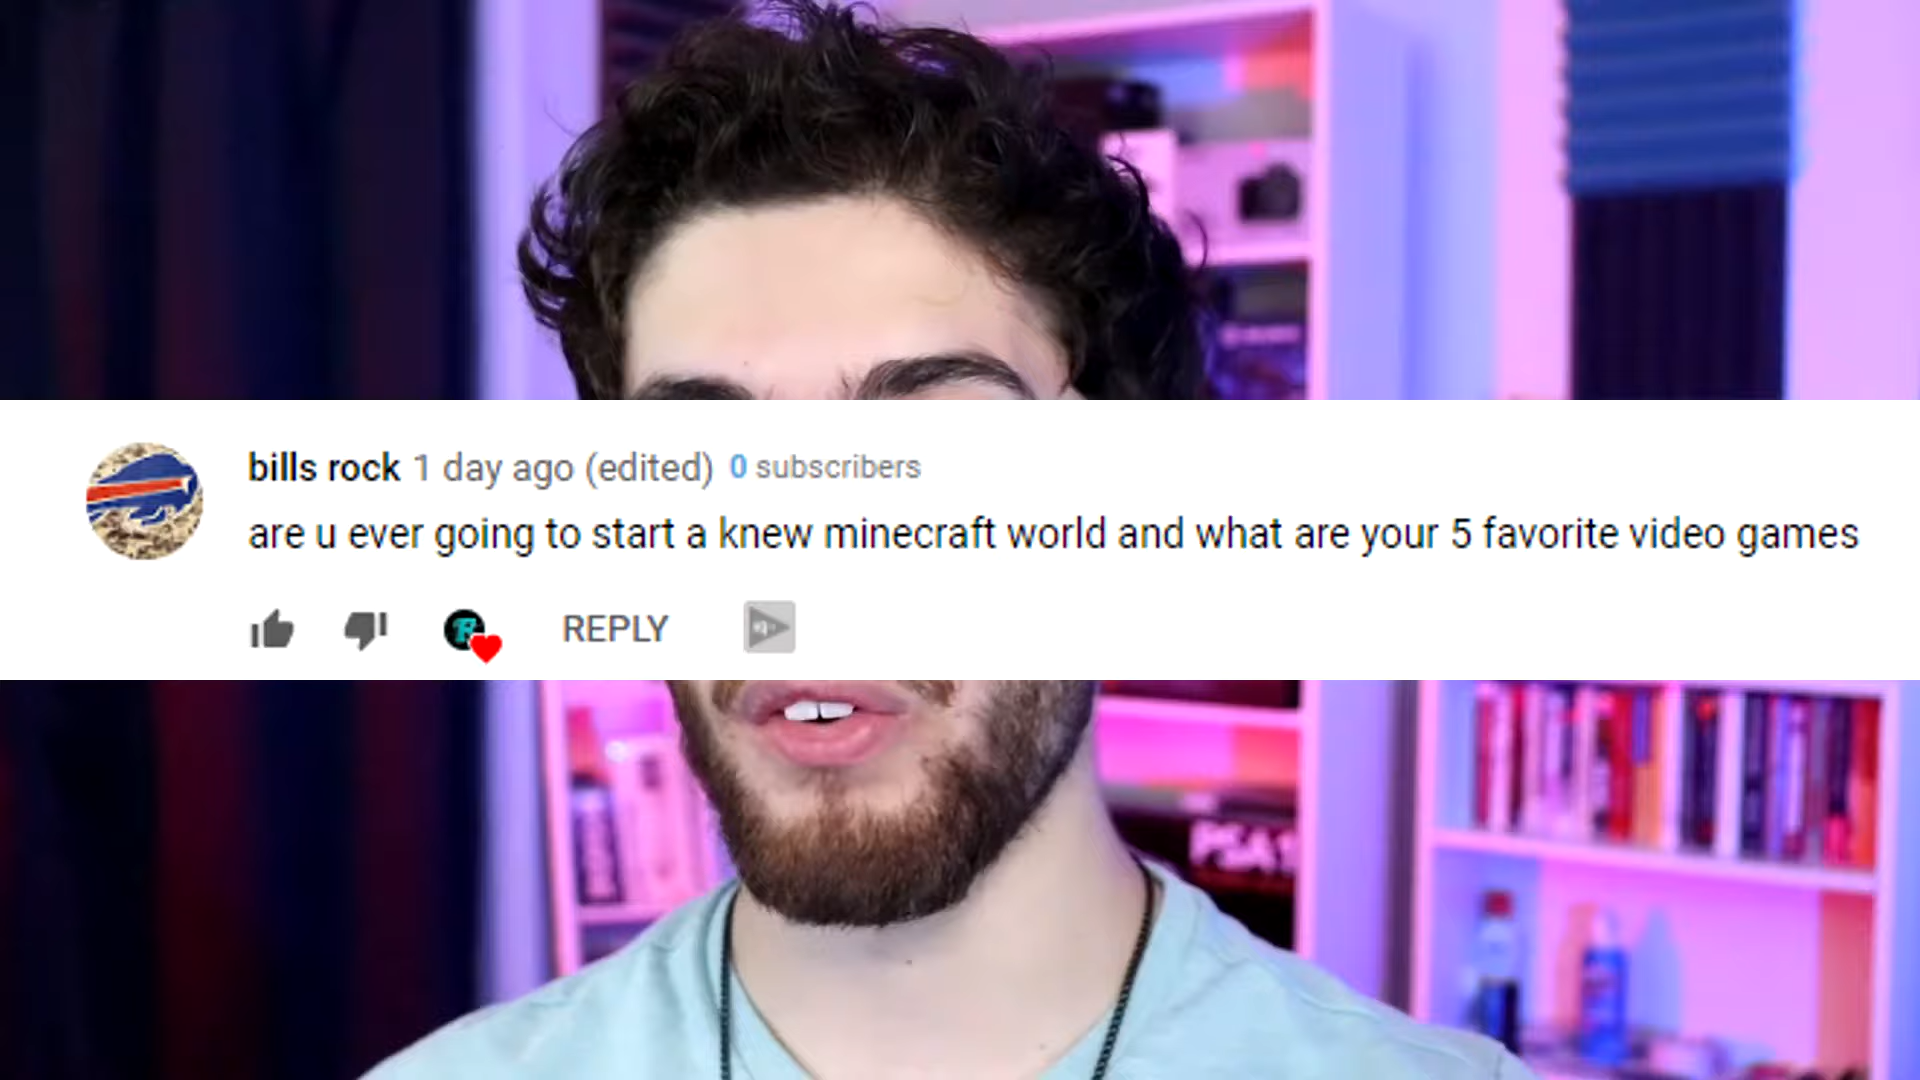 bills rock 1 day ago (edited) 0 subscribers
are u ever going to start a knew minecraft world and what are your 5 favorite video games
REPLY